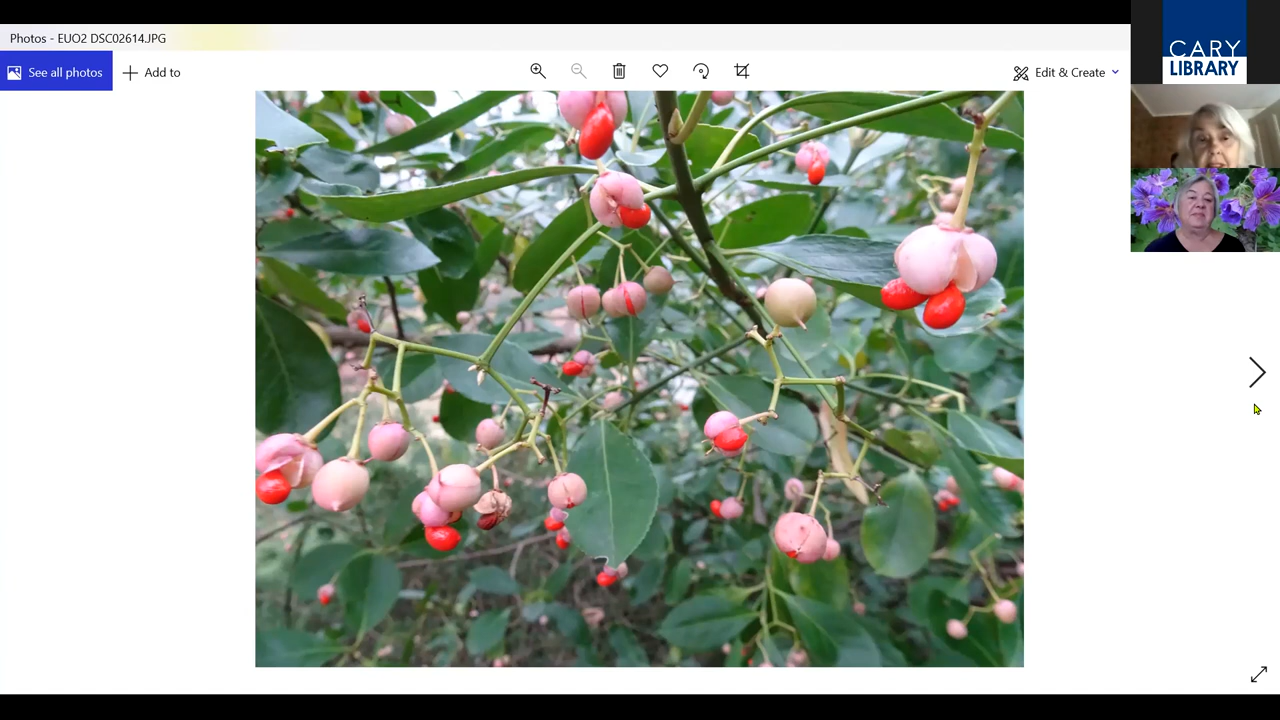 Photos - EUO2 DSC02614.JPG
See all photos
Add to
Edit & Create
CARY
LIBRARY